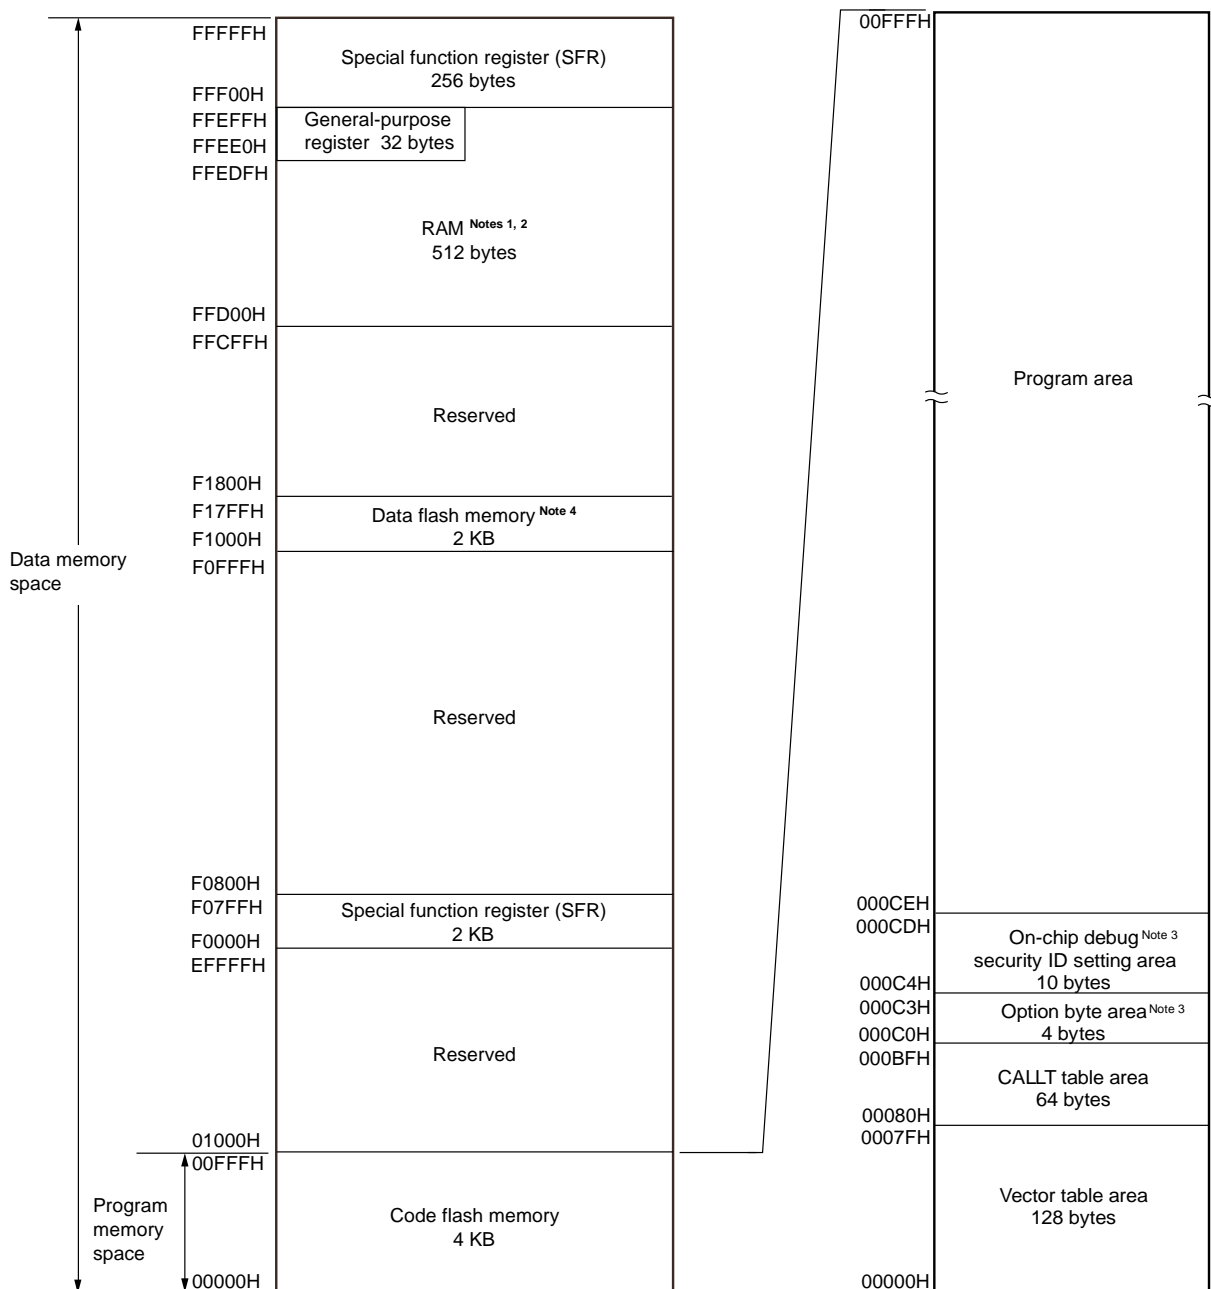 FFFFFH
Special function register (SFR)
256 bytes
FFF00H
FFEFFH
General-purpose
register 32 bytes
FFEE0H
FFEDFH
RAM Notes 1, 2
512 bytes
FFD00H
FFCFFH
Reserved
F1800H
F17FFH
Data flash memory Note 4
2 KB
F1000H
F0FFFH
Data memory
space
Reserved
F0800H
F07FFH
Special function register (SFR)
2 KB
F0000H
EFFFFH
Reserved
01000H
00FFFH
Program
memory
space
Code flash memory
4 KB
00000H
00FFFH
Program area
000CEH
000CDH
On-chip debug Note 3
security ID setting area
10 bytes
000C4H
000C3H
Option byte area Note 3
4 bytes
000C0H
000BFH
CALLT table area
64 bytes
00080H
0007FH
Vector table area
128 bytes
00000H